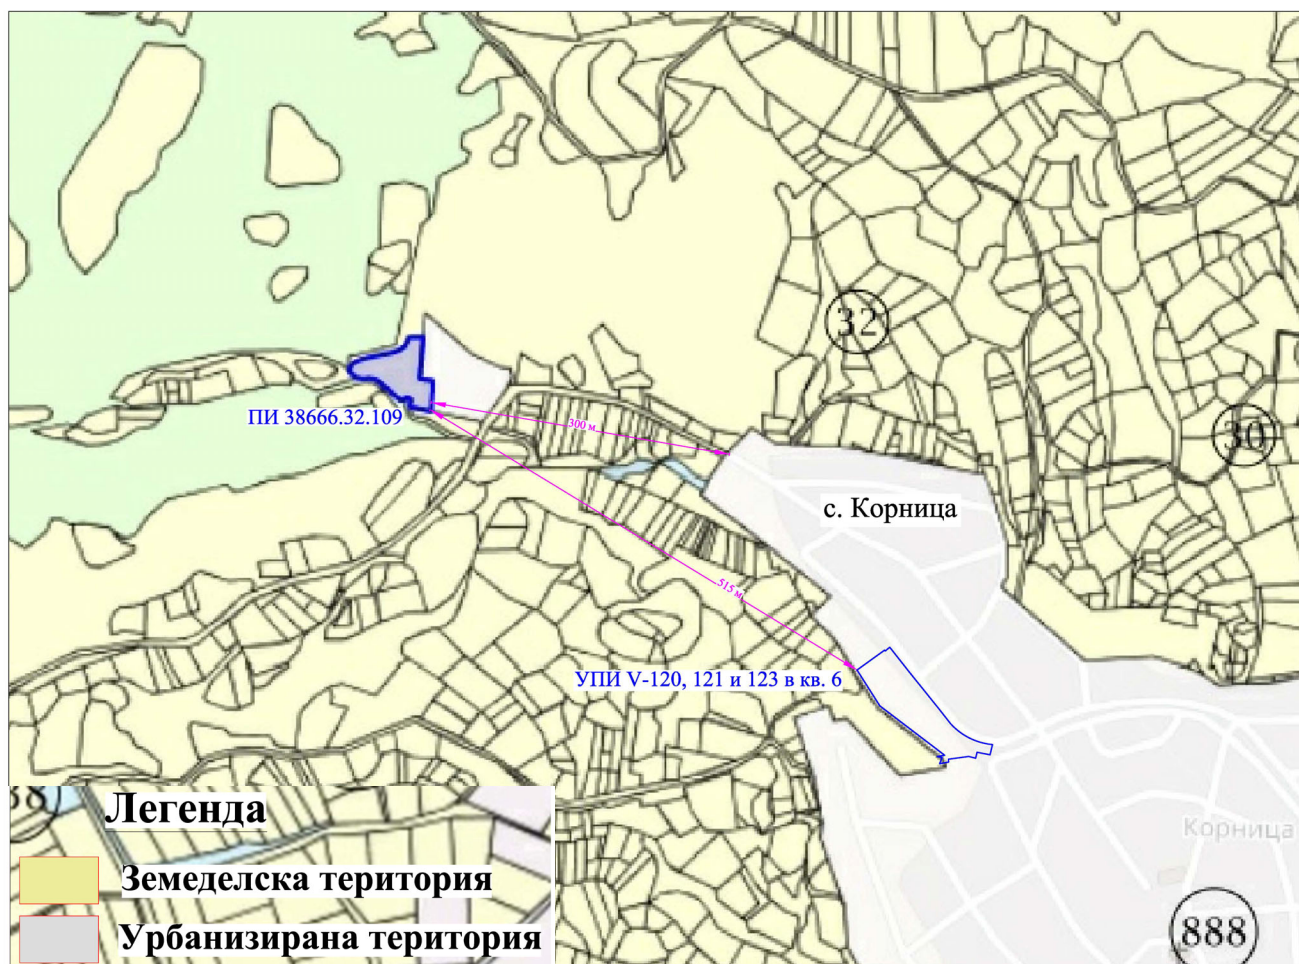 32
ПИ 38666.32.109
300 м
30
с. Корница
515 м
УПИ V-120, 121 и 123 в кв. 6
Легенда
Корница
Земеделска територия
888
Урбанизирана територия